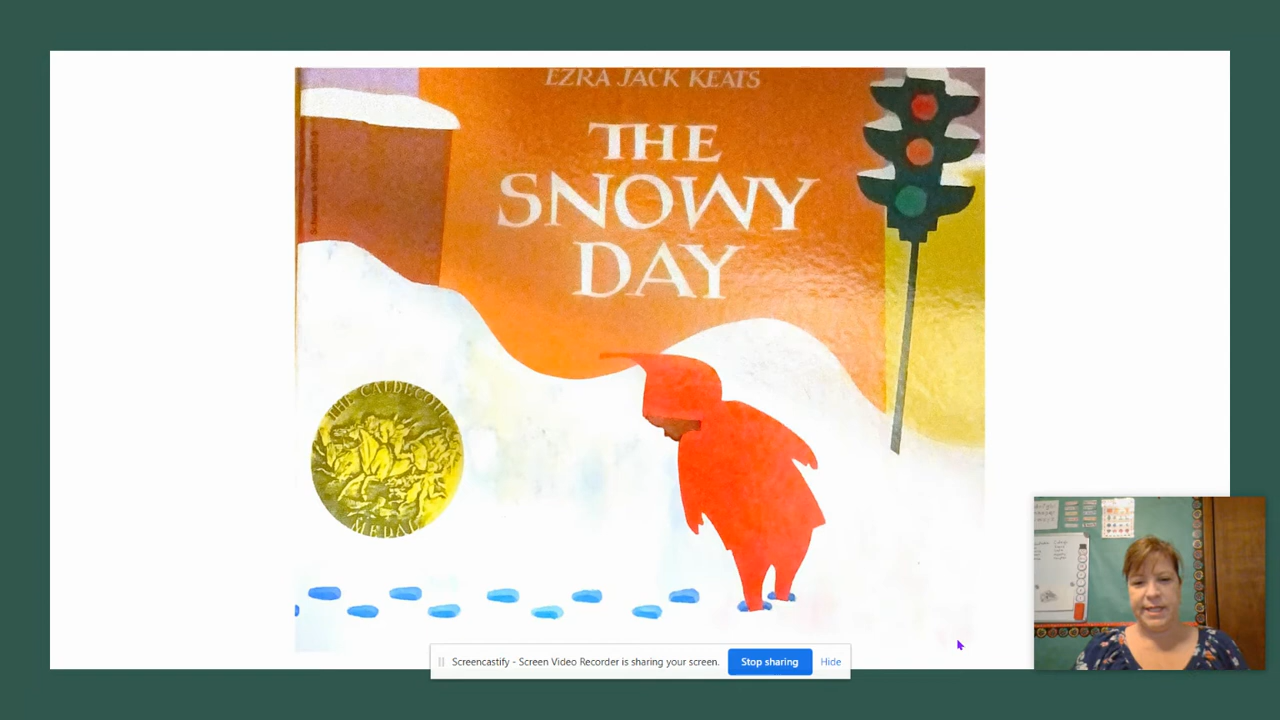 EZRA JACK KEATS
THE
SNOWY
DAY
THE CALDECOTT
MEDAL
Screencastify - Screen Video Recorder is sharing your screen.
Stop sharing
Hide